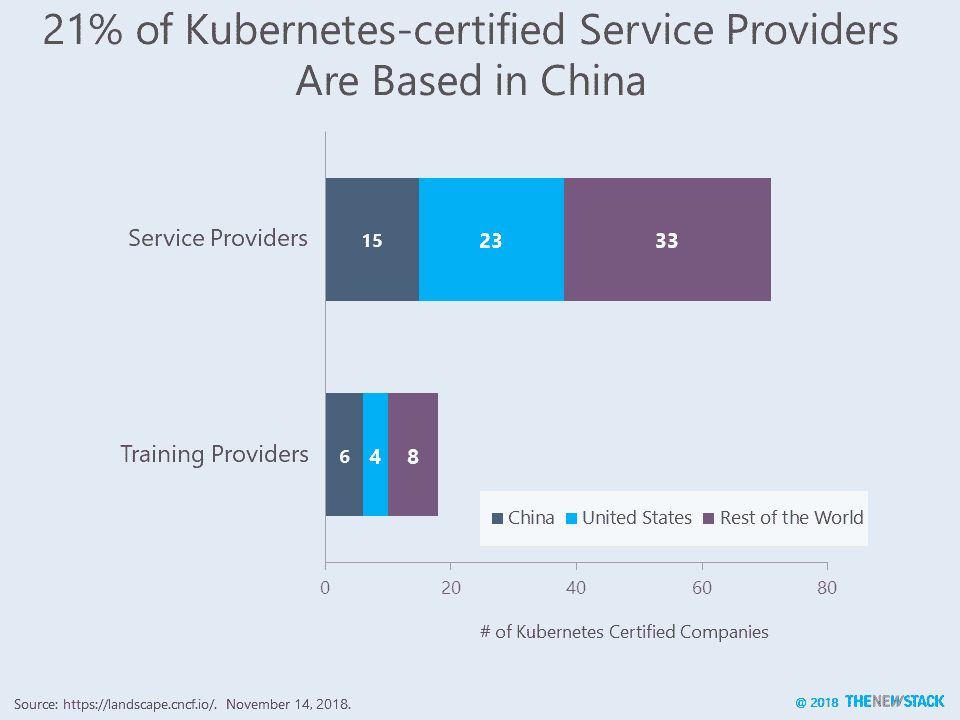 21% of Kubernetes-certified Service Providers
Are Based in China
Service Providers
15
23
33
Training Providers
6
4
8
China
United States
Rest of the World
0
20
40
60
80
# of Kubernetes Certified Companies
Source: https://landscape.cncf.io/. November 14, 2018.
@ 2018 THENEWSTACK